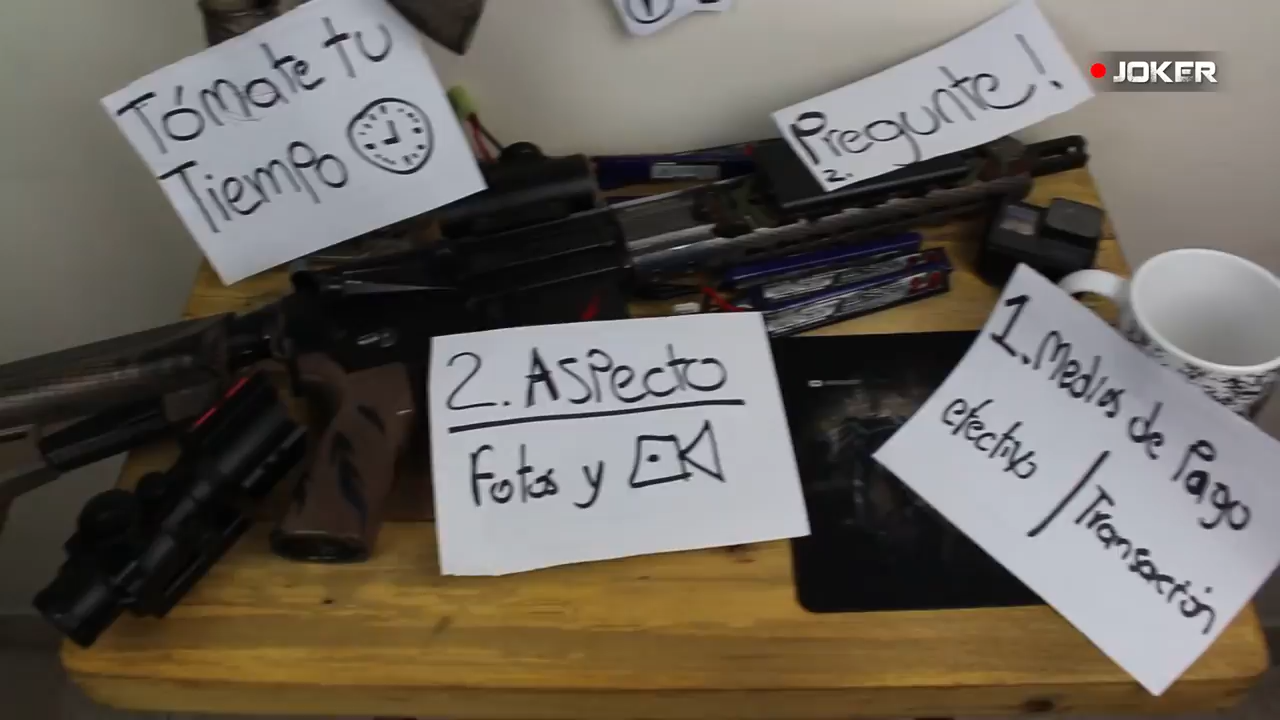 Tómate tu
Tiempo
Pregunte!
2.
JOKER
2. Aspecto
Fotos y
1. Medios de Pago
efectivo / Transacción